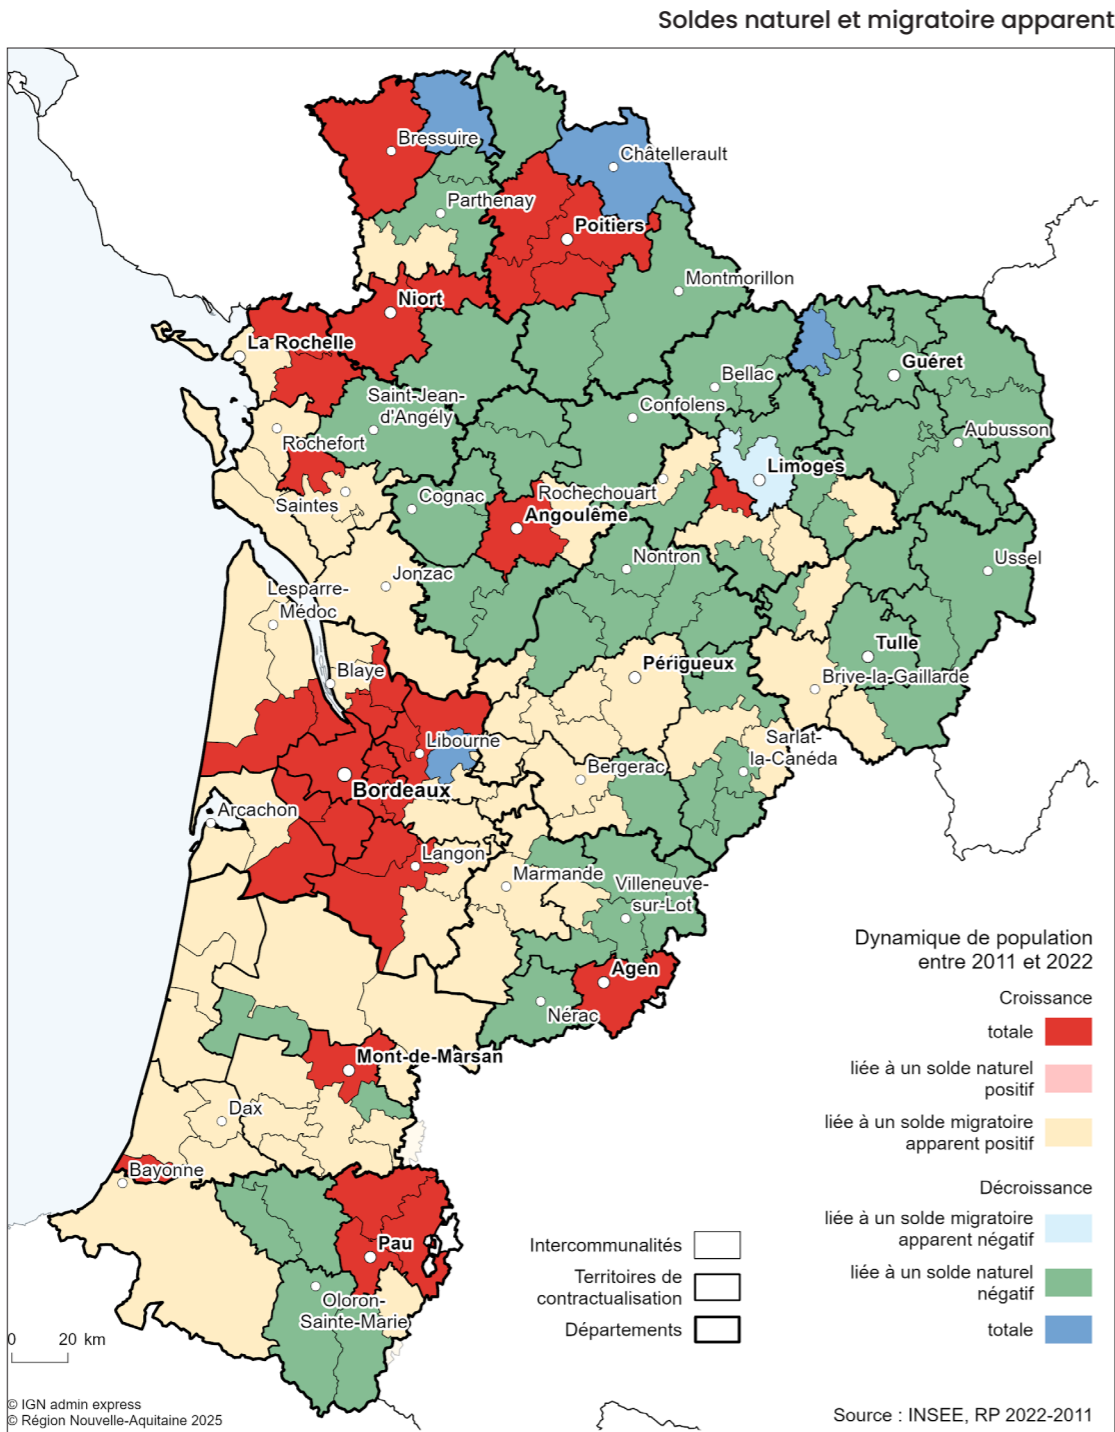 Soldes naturel et migratoire apparent
Bressuire
Châtellerault
Parthenay
Poitiers
Montmorillon
Niort
La Rochelle
Guéret
Bellac
Saint-Jean-
d'Angély
Confolens
Aubusson
Rochefort
Limoges
Saintes
Cognac
Rochechouart
Angoulême
Nontron
Ussel
Jonzac
Lesparre-
Médoc
Tulle
Blaye
Périgueux
Brive-la-Gaillarde
Libourne
Sarlat-
la-Canéda
Bergerac
Bordeaux
Arcachon
Langon
Marmande
Villeneuve-
sur-Lot
Agen
Nérac
Mont-de-Marsan
Dax
Bayonne
Pau
Oloron-
Sainte-Marie
Dynamique de population
entre 2011 et 2022
Croissance
totale
liée à un solde naturel
positif
liée à un solde migratoire
apparent positif
Décroissance
liée à un solde migratoire
apparent négatif
liée à un solde naturel
négatif
totale
Intercommunalités
Territoires de
contractualisation
Départements
0 20 km
© IGN admin express
© Région Nouvelle-Aquitaine 2025
Source : INSEE, RP 2022-2011